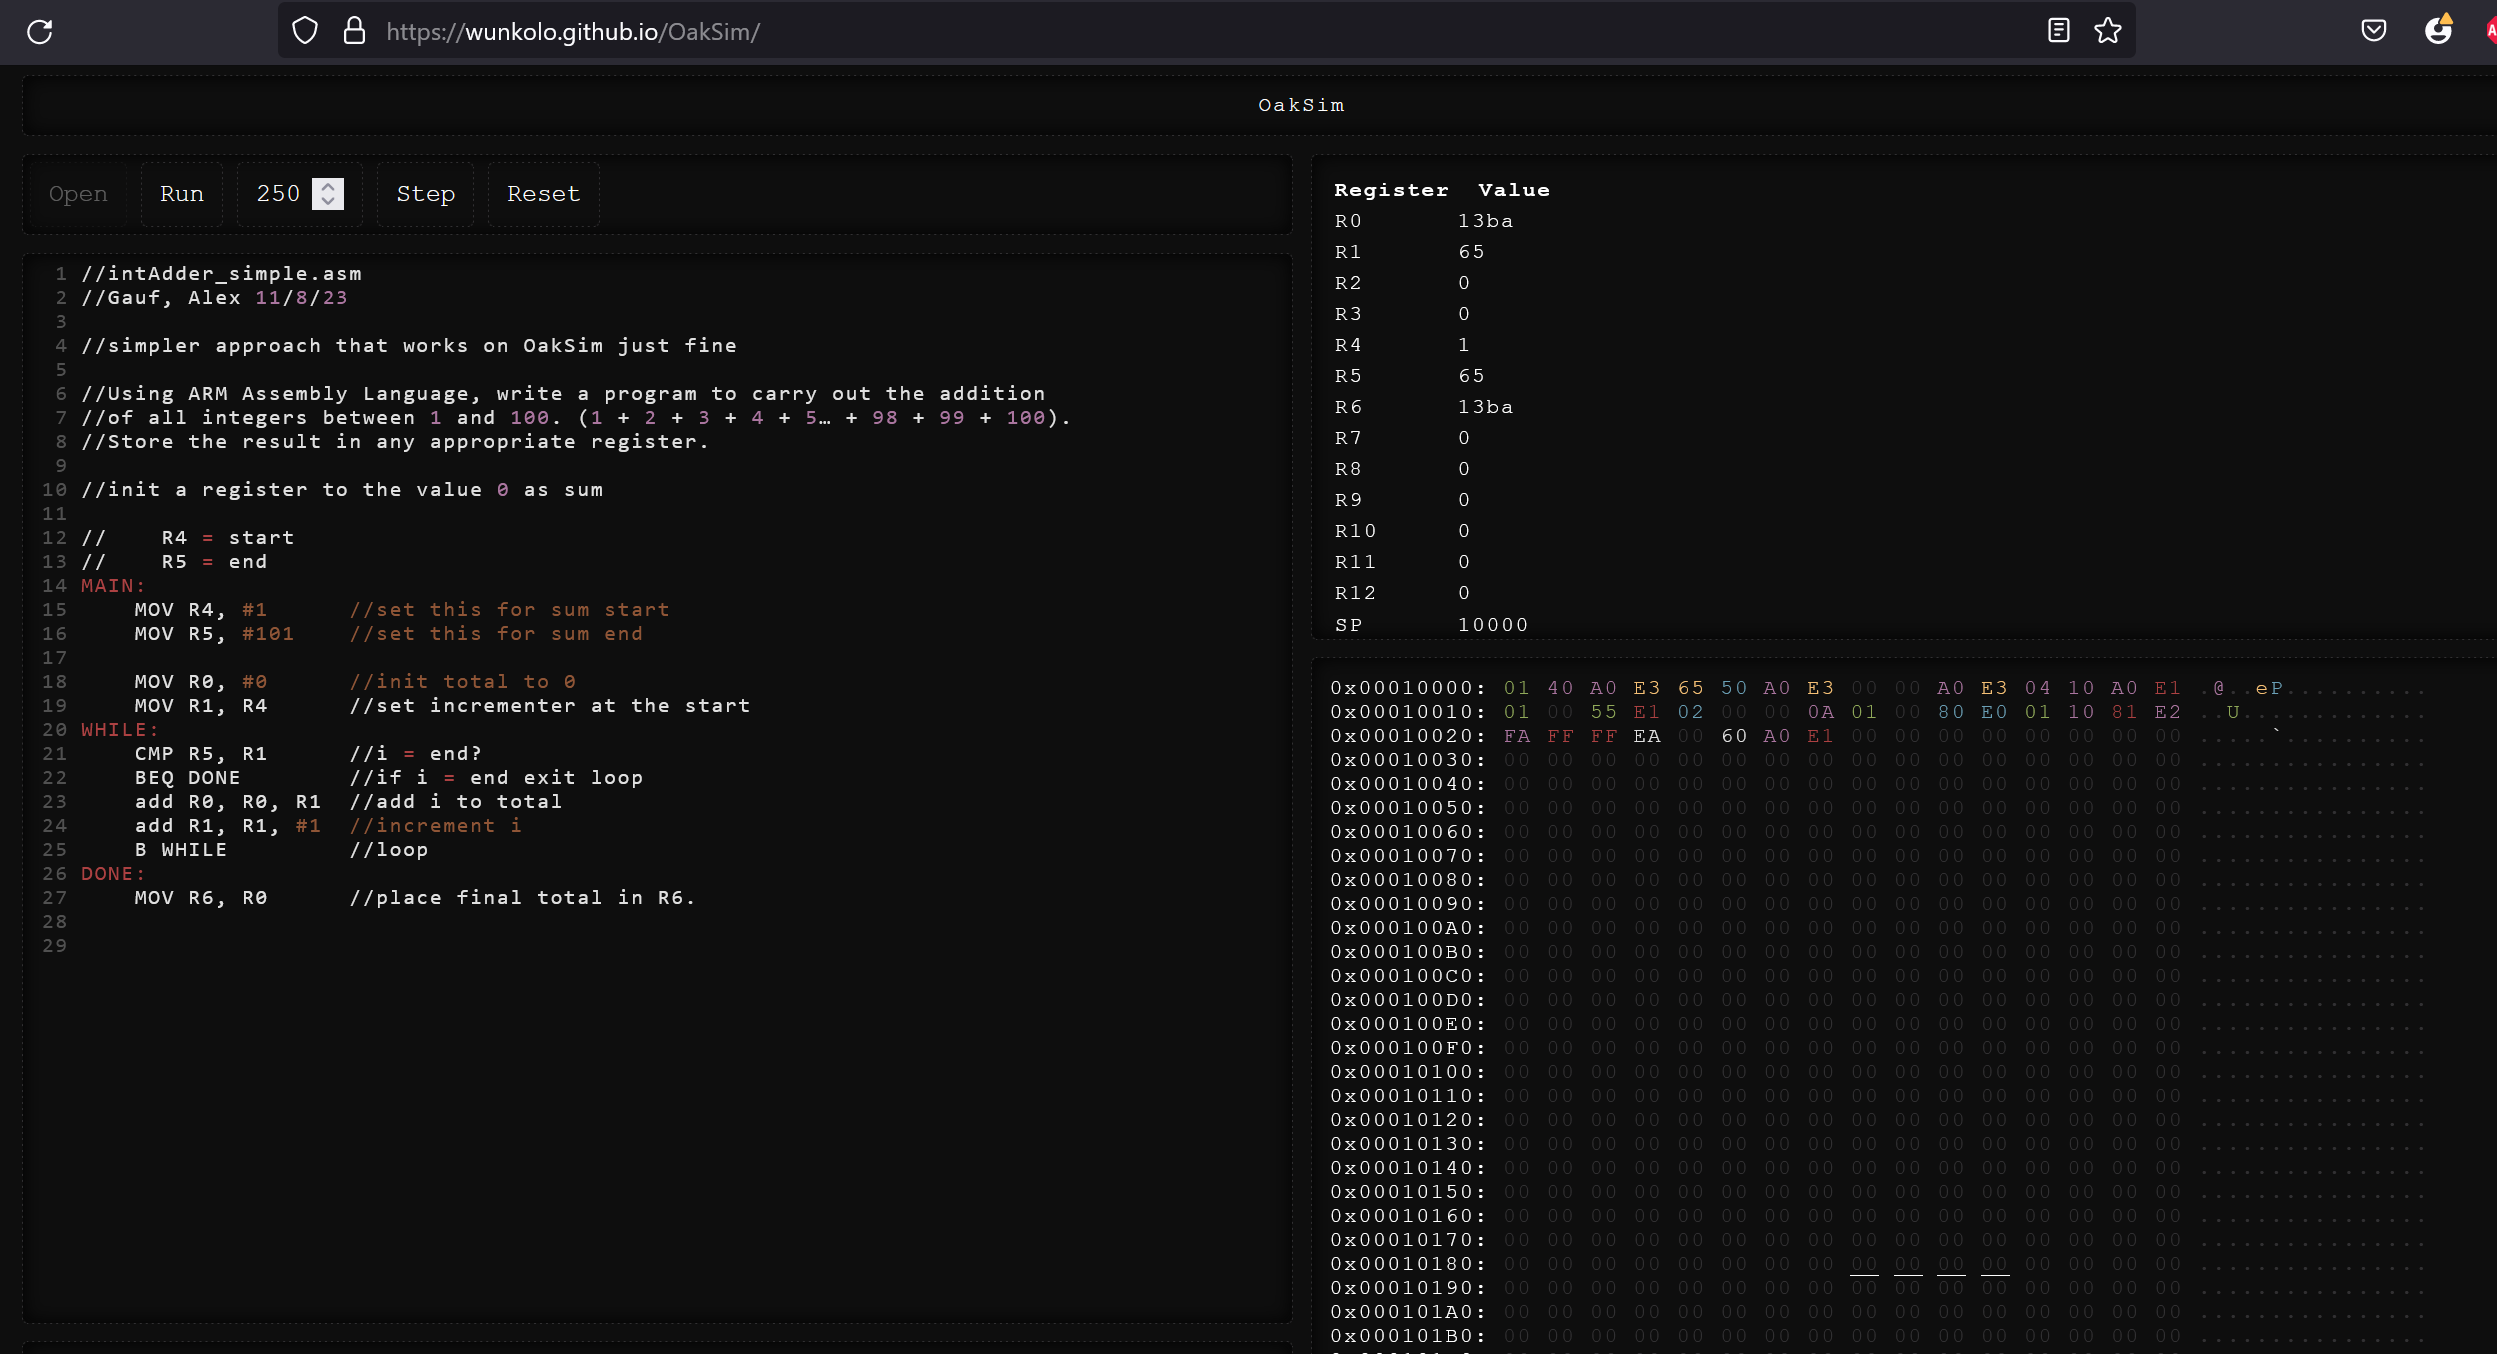 https://wunkolo.github.io/OakSim/
OakSim
Open Run 250 Step Reset
1 //intAdder_simple.asm
2 //Gauf, Alex 11/8/23
3
4 //simpler approach that works on OakSim just fine
5
6 //Using ARM Assembly Language, write a program to carry out the addition
7 //of all integers between 1 and 100. (1 + 2 + 3 + 4 + 5… + 98 + 99 + 100).
8 //Store the result in any appropriate register.
9
10 //init a register to the value 0 as sum
11
12 //    R4 = start
13 //    R5 = end
14 MAIN:
15     MOV R4, #1      //set this for sum start
16     MOV R5, #101    //set this for sum end
17
18     MOV R0, #0      //init total to 0
19     MOV R1, R4      //set incrementer at the start
20 WHILE:
21     CMP R5, R1      //i = end?
22     BEQ DONE        //if i = end exit loop
23     add R0, R0, R1  //add i to total
24     add R1, R1, #1  //increment i
25     B WHILE         //loop
26 DONE:
27     MOV R6, R0      //place final total in R6.
28
29
Register Value
R0 13ba
R1 65
R2 0
R3 0
R4 1
R5 65
R6 13ba
R7 0
R8 0
R9 0
R10 0
R11 0
R12 0
SP 10000
0x00010000: 01 40 A0 E3 65 50 A0 E3 00 00 A0 E3 04 10 A0 E1 .@..eP..........
0x00010010: 01 00 55 E1 02 00 00 0A 01 00 80 E0 01 10 81 E2 ..U.............
0x00010020: FA FF FF EA 00 60 A0 E1 00 00 00 00 00 00 00 00 .....`..........
0x00010030: 00 00 00 00 00 00 00 00 00 00 00 00 00 00 00 00 ................
0x00010040: 00 00 00 00 00 00 00 00 00 00 00 00 00 00 00 00 ................
0x00010050: 00 00 00 00 00 00 00 00 00 00 00 00 00 00 00 00 ................
0x00010060: 00 00 00 00 00 00 00 00 00 00 00 00 00 00 00 00 ................
0x00010070: 00 00 00 00 00 00 00 00 00 00 00 00 00 00 00 00 ................
0x00010080: 00 00 00 00 00 00 00 00 00 00 00 00 00 00 00 00 ................
0x00010090: 00 00 00 00 00 00 00 00 00 00 00 00 00 00 00 00 ................
0x000100A0: 00 00 00 00 00 00 00 00 00 00 00 00 00 00 00 00 ................
0x000100B0: 00 00 00 00 00 00 00 00 00 00 00 00 00 00 00 00 ................
0x000100C0: 00 00 00 00 00 00 00 00 00 00 00 00 00 00 00 00 ................
0x000100D0: 00 00 00 00 00 00 00 00 00 00 00 00 00 00 00 00 ................
0x000100E0: 00 00 00 00 00 00 00 00 00 00 00 00 00 00 00 00 ................
0x000100F0: 00 00 00 00 00 00 00 00 00 00 00 00 00 00 00 00 ................
0x00010100: 00 00 00 00 00 00 00 00 00 00 00 00 00 00 00 00 ................
0x00010110: 00 00 00 00 00 00 00 00 00 00 00 00 00 00 00 00 ................
0x00010120: 00 00 00 00 00 00 00 00 00 00 00 00 00 00 00 00 ................
0x00010130: 00 00 00 00 00 00 00 00 00 00 00 00 00 00 00 00 ................
0x00010140: 00 00 00 00 00 00 00 00 00 00 00 00 00 00 00 00 ................
0x00010150: 00 00 00 00 00 00 00 00 00 00 00 00 00 00 00 00 ................
0x00010160: 00 00 00 00 00 00 00 00 00 00 00 00 00 00 00 00 ................
0x00010170: 00 00 00 00 00 00 00 00 00 00 00 00 00 00 00 00 ................
0x00010180: 00 00 00 00 00 00 00 00 00 00 00 00 00 00 00 00 ................
0x00010190: 00 00 00 00 00 00 00 00 00 00 00 00 00 00 00 00 ................
0x000101A0: 00 00 00 00 00 00 00 00 00 00 00 00 00 00 00 00 ................
0x000101B0: 00 00 00 00 00 00 00 00 00 00 00 00 00 00 00 00 ................